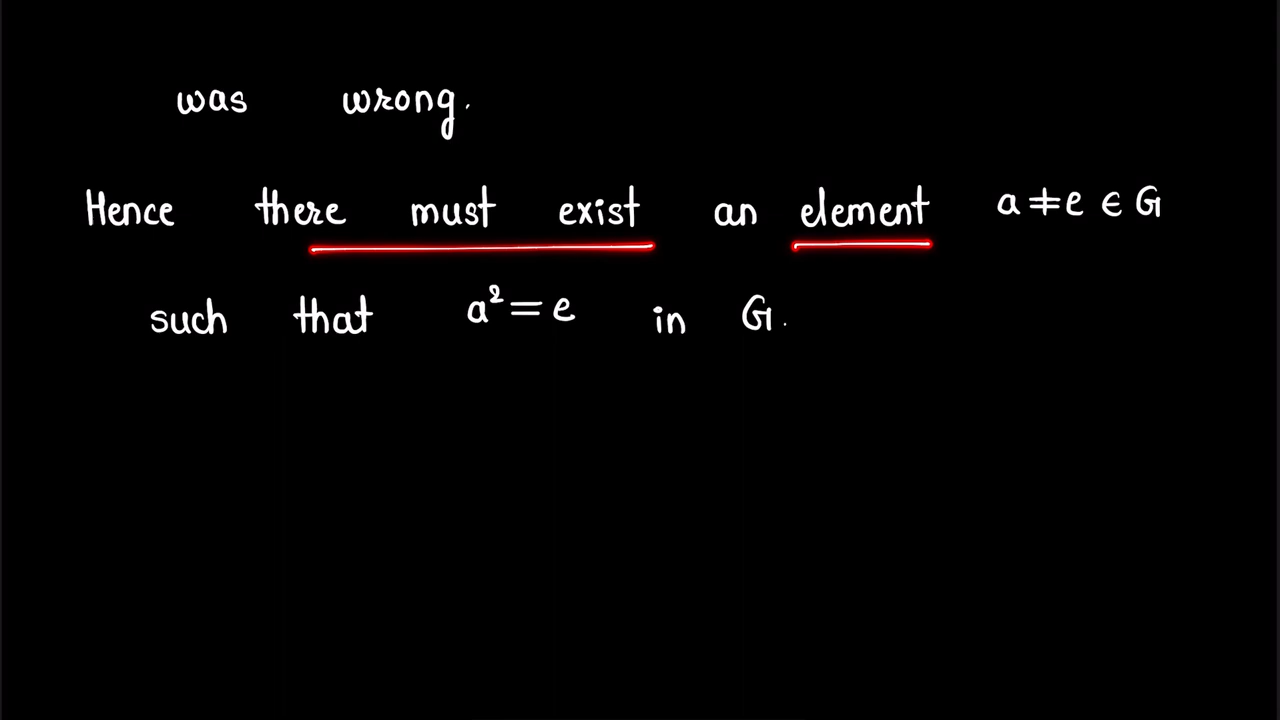 was wrong.
Hence there must exist an element a ≠ e ∈ G
such that a² = e in G.